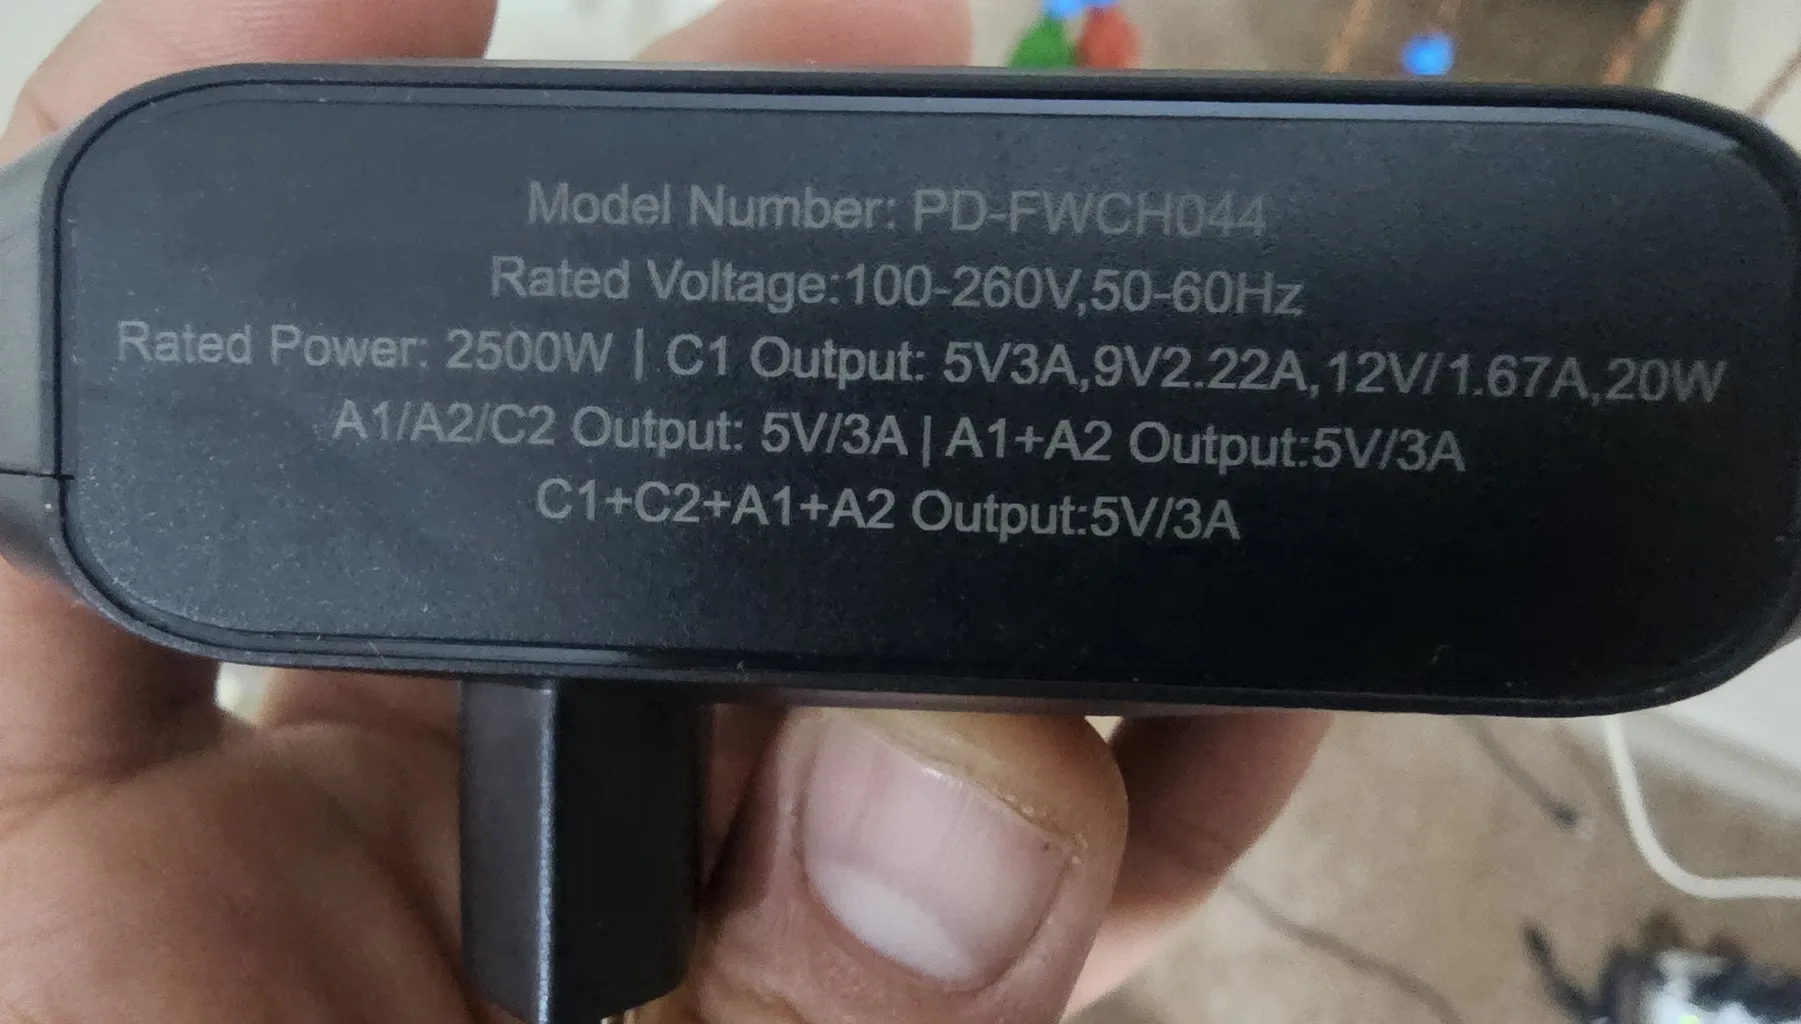 Model Number: PD-FWCH044
Rated Voltage:100-260V,50-60Hz
Rated Power: 2500W | C1 Output: 5V3A,9V2.22A,12V/1.67A,20W
A1/A2/C2 Output: 5V/3A | A1+A2 Output:5V/3A
C1+C2+A1+A2 Output:5V/3A